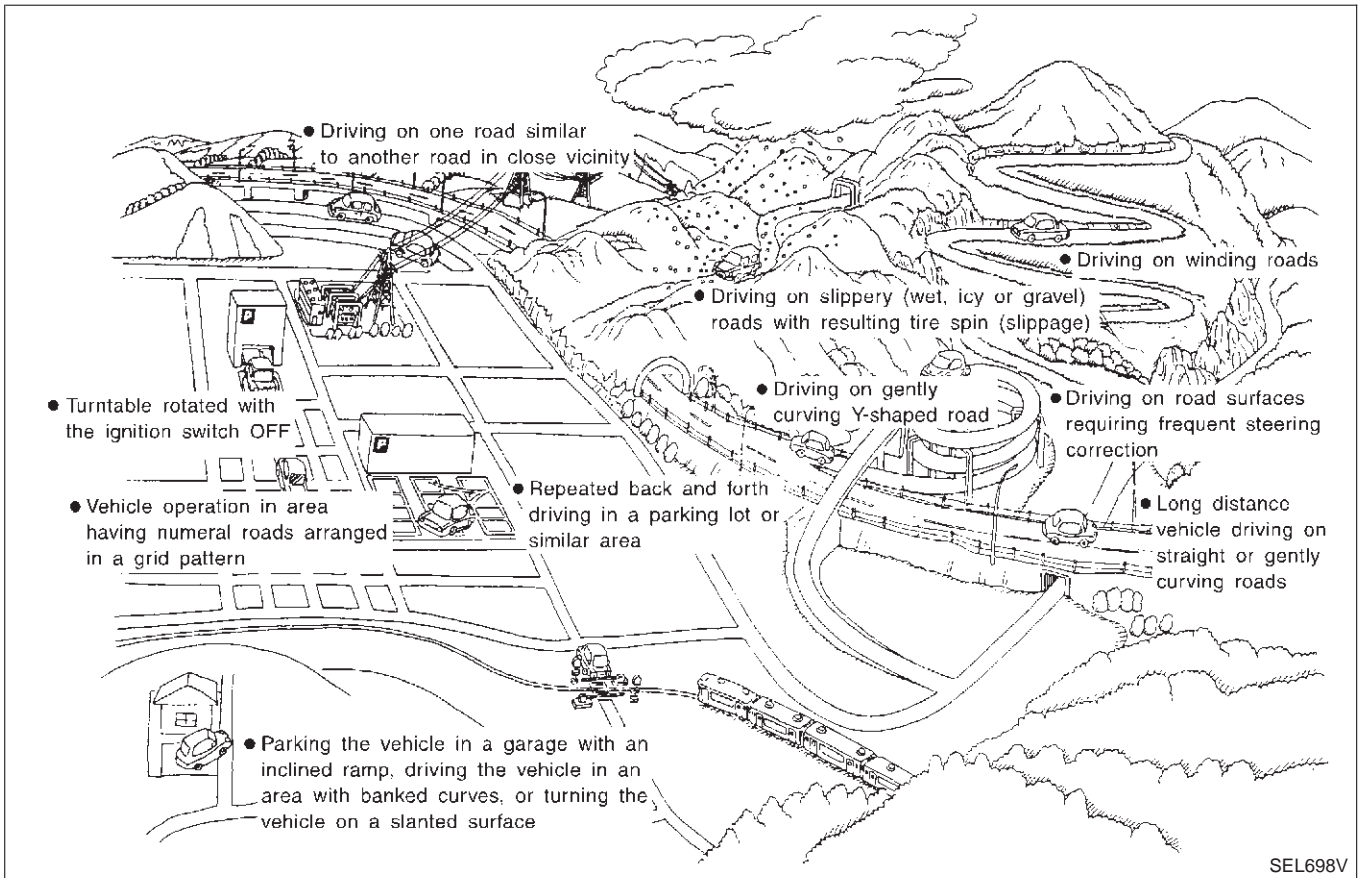 ● Driving on one road similar
to another road in close vicinity
● Driving on winding roads
● Driving on slippery (wet, icy or gravel)
roads with resulting tire spin (slippage)
● Driving on gently
curving Y-shaped road
● Driving on road surfaces
requiring frequent steering
correction
● Turntable rotated with
the ignition switch OFF
● Vehicle operation in area
having numeral roads arranged
in a grid pattern
● Repeated back and forth
driving in a parking lot or
similar area
● Long distance
vehicle driving on
straight or gently
curving roads
● Parking the vehicle in a garage with an
inclined ramp, driving the vehicle in an
area with banked curves, or turning the
vehicle on a slanted surface
P
P
SEL698V